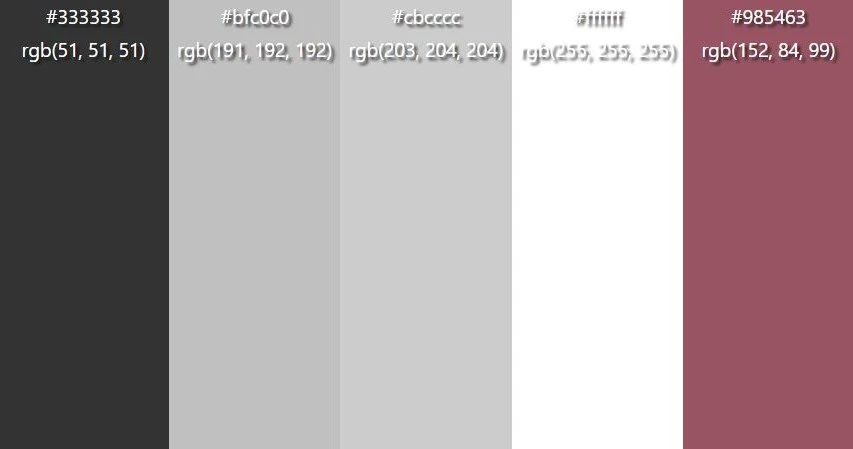 #333333
rgb(51, 51, 51)
#bfc0c0
rgb(191, 192, 192)
#cbcccc
rgb(203, 204, 204)
#ffffff
rgb(255, 255, 255)
#985463
rgb(152, 84, 99)